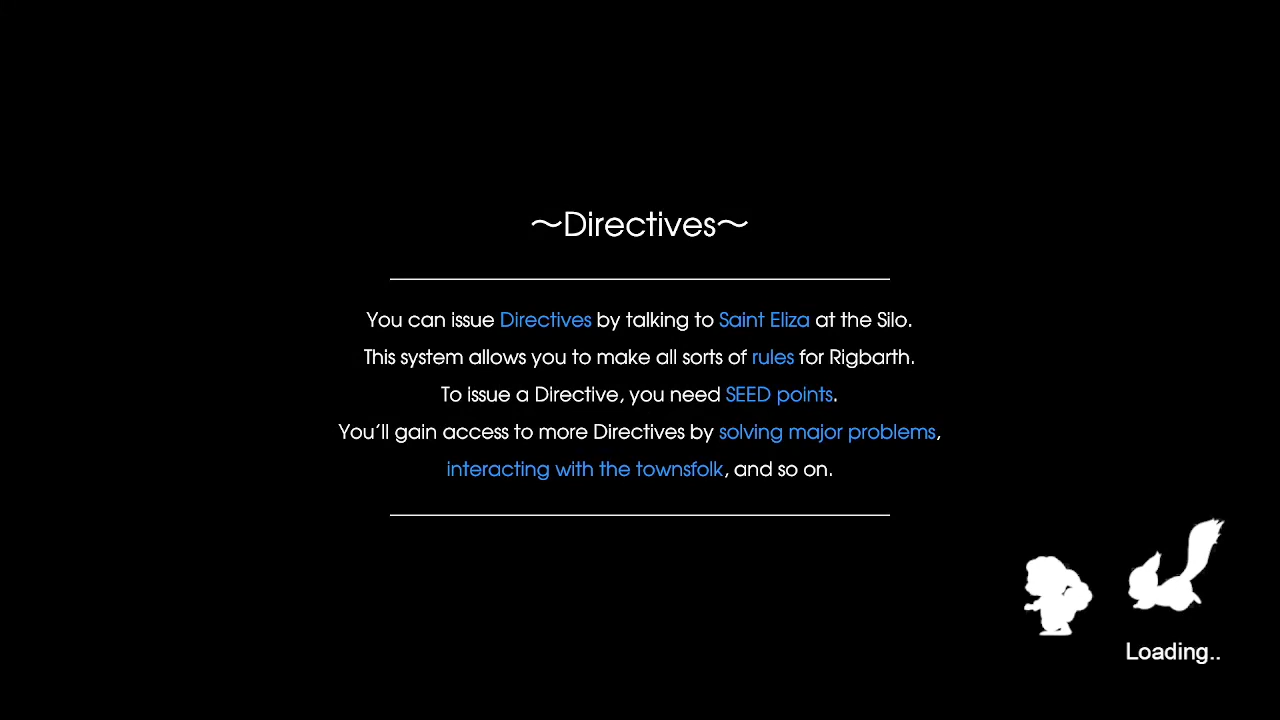 ～Directives～
You can issue Directives by talking to Saint Eliza at the Silo.
This system allows you to make all sorts of rules for Rigbarth.
To issue a Directive, you need SEED points.
You'll gain access to more Directives by solving major problems,
interacting with the townsfolk, and so on.
Loading..